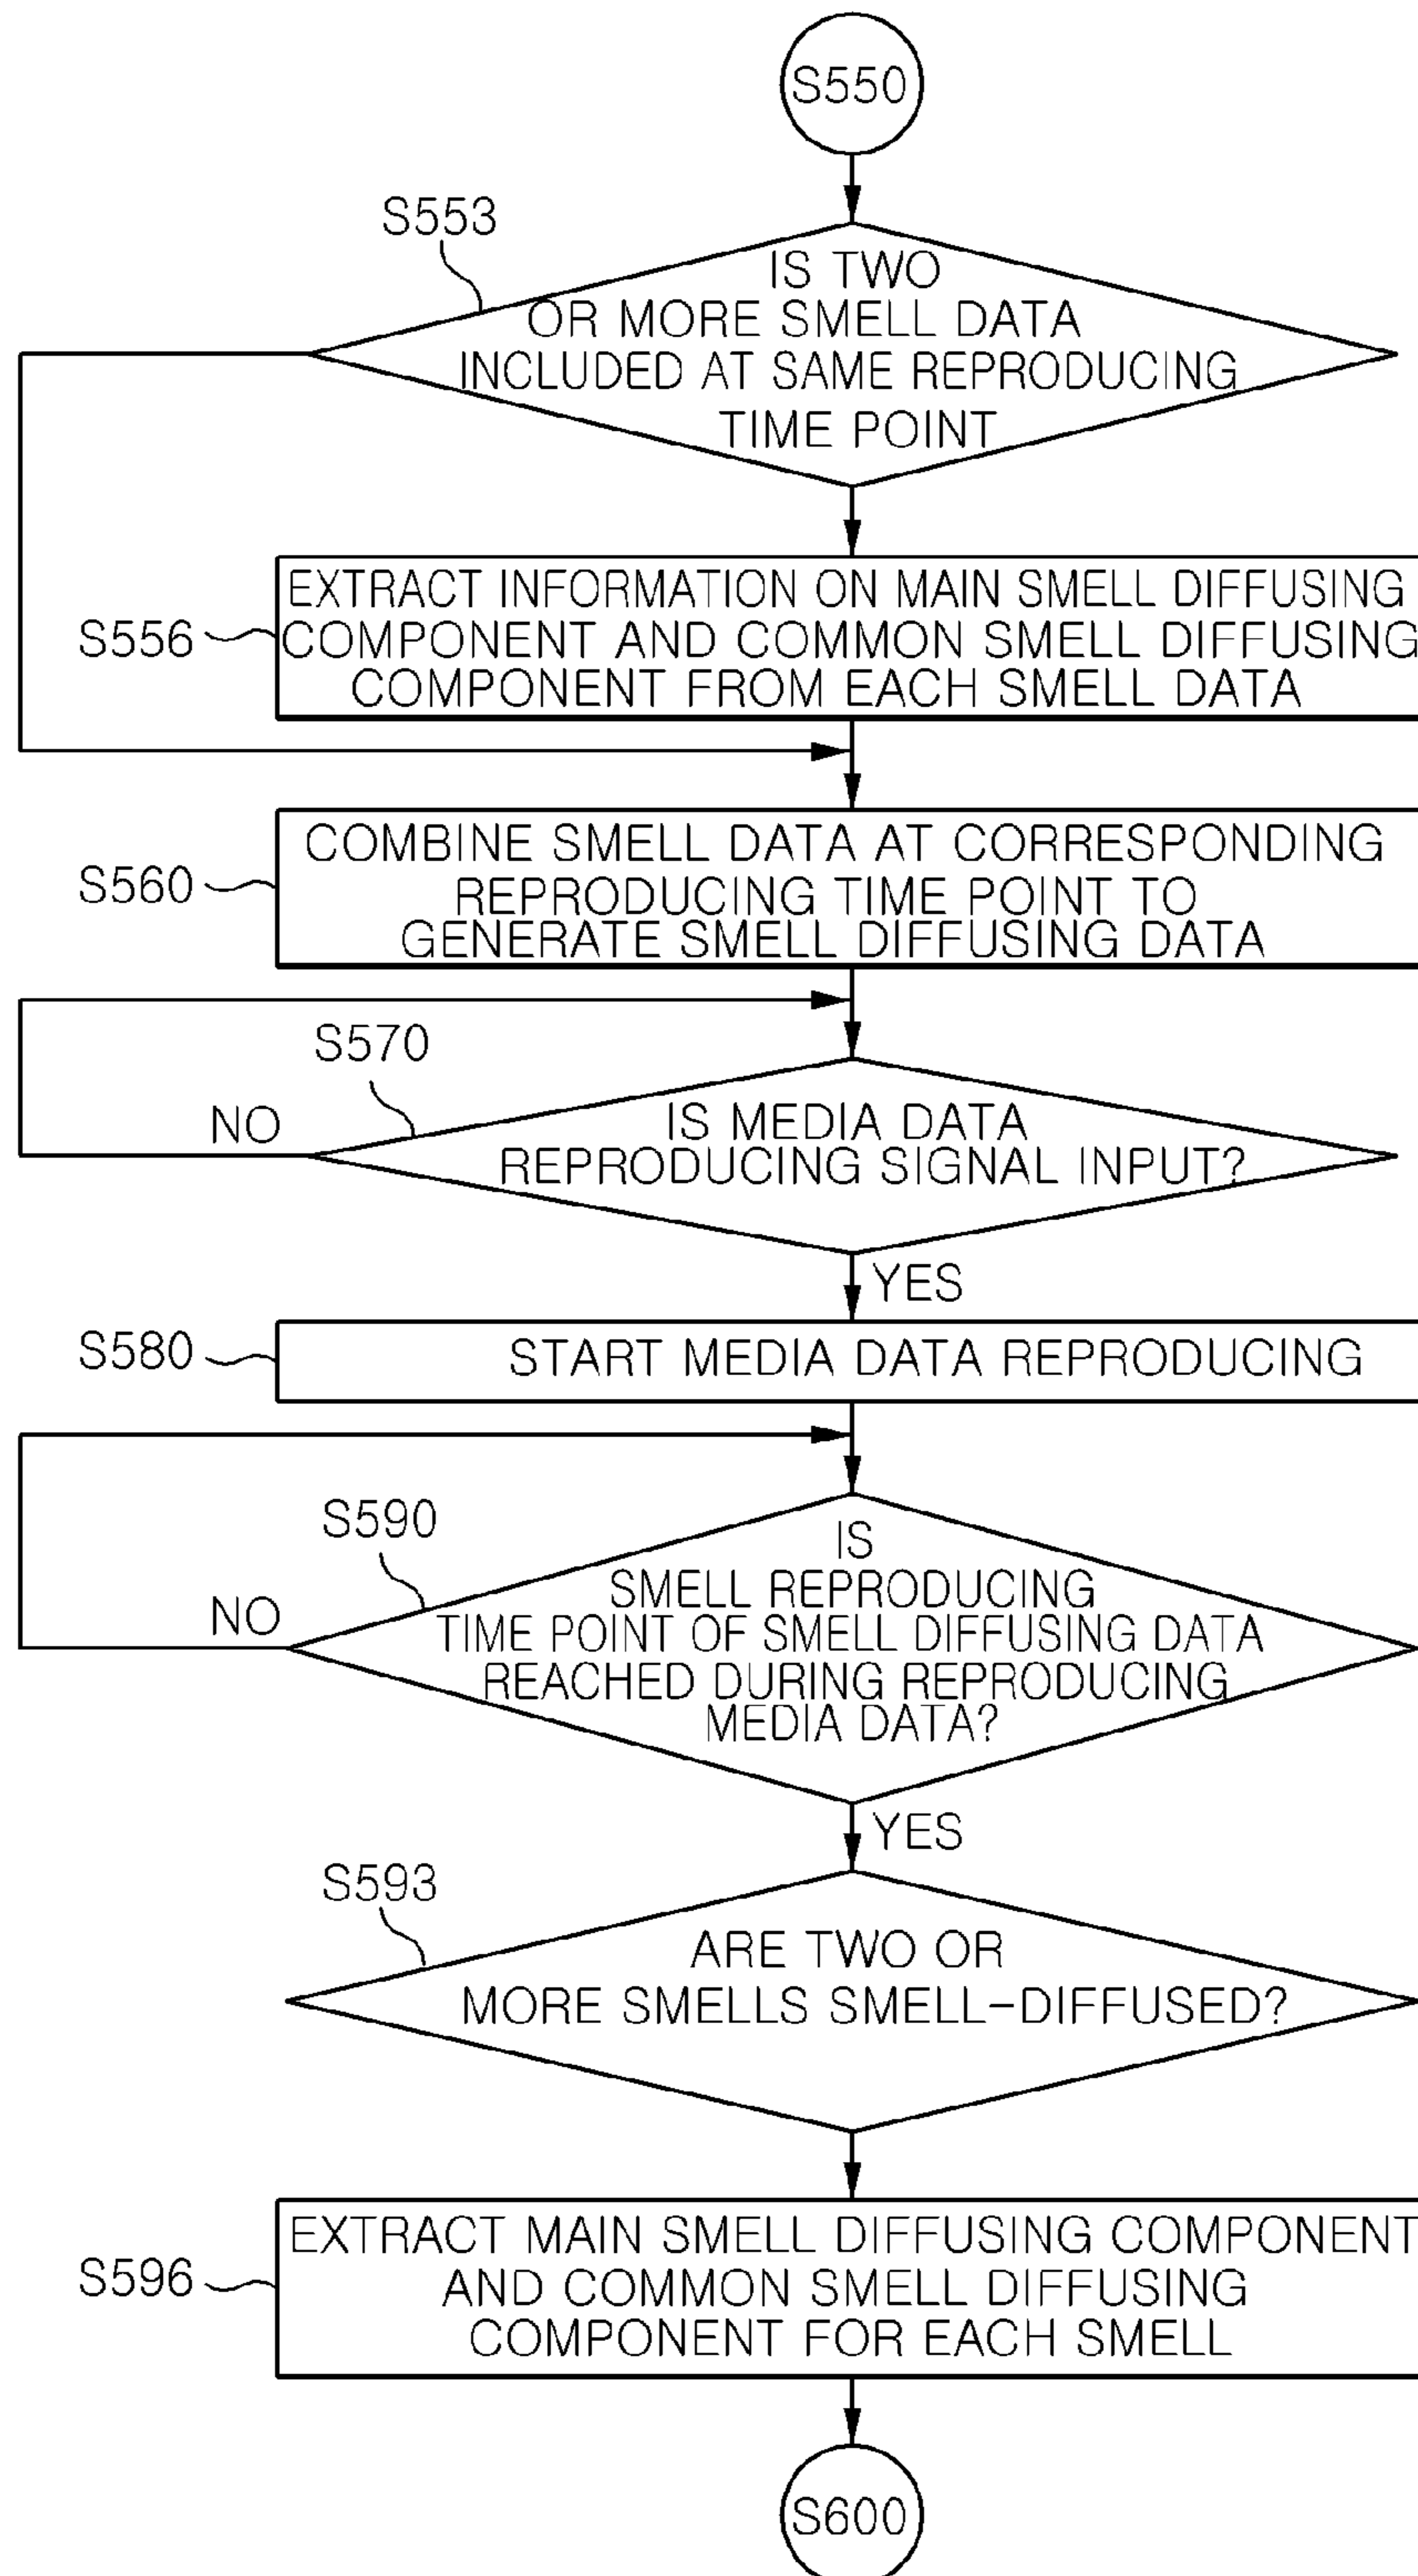 S550
S553
IS TWO
OR MORE SMELL DATA
INCLUDED AT SAME REPRODUCING
TIME POINT
S556
EXTRACT INFORMATION ON MAIN SMELL DIFFUSING
COMPONENT AND COMMON SMELL DIFFUSING
COMPONENT FROM EACH SMELL DATA
S560
COMBINE SMELL DATA AT CORRESPONDING
REPRODUCING TIME POINT TO
GENERATE SMELL DIFFUSING DATA
S570
NO
IS MEDIA DATA
REPRODUCING SIGNAL INPUT?
YES
S580
START MEDIA DATA REPRODUCING
S590
NO
IS
SMELL REPRODUCING
TIME POINT OF SMELL DIFFUSING DATA
REACHED DURING REPRODUCING
MEDIA DATA?
YES
S593
ARE TWO OR
MORE SMELLS SMELL-DIFFUSED?
S596
EXTRACT MAIN SMELL DIFFUSING COMPONENT
AND COMMON SMELL DIFFUSING
COMPONENT FOR EACH SMELL
S600